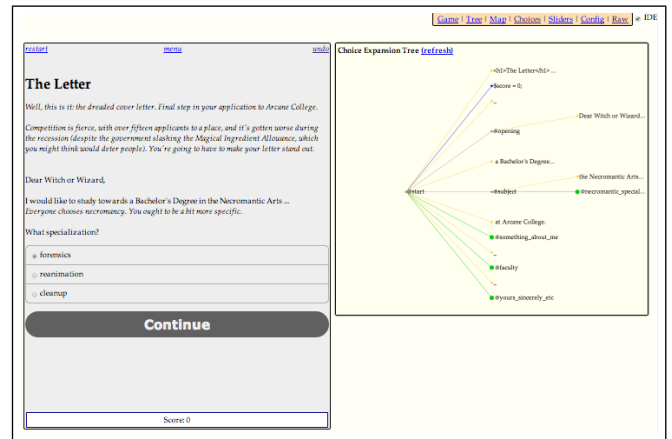 Game | Tree | Map | Choices | Sliders | Config | Raw IDE
restart menu undo
The Letter
Well, this is it: the dreaded cover letter. Final step in your application to Arcane College.
Competition is fierce, with over fifteen applicants to a place, and it's gotten worse during
the recession (despite the government slashing the Magical Ingredient Allowance, which
you might think would deter people). You're going to have to make your letter stand out.
Dear Witch or Wizard,
I would like to study towards a Bachelor's Degree in the Necromantic Arts ...
Everyone chooses necromancy. You ought to be a bit more specific.
What specialization?
forensics
reanimation
cleanup
Continue
Score: 0
Choice Expansion Tree (refresh)
<h1>The Letter</h1> ...
$score = 0;
#opening
Dear Witch or Wizard...
a Bachelor's Degree...
the Necromantic Arts...
#start
#subject
#necromantic_special...
at Arcane College.
#something_about_me
#faculty
#yours_sincerely_etc